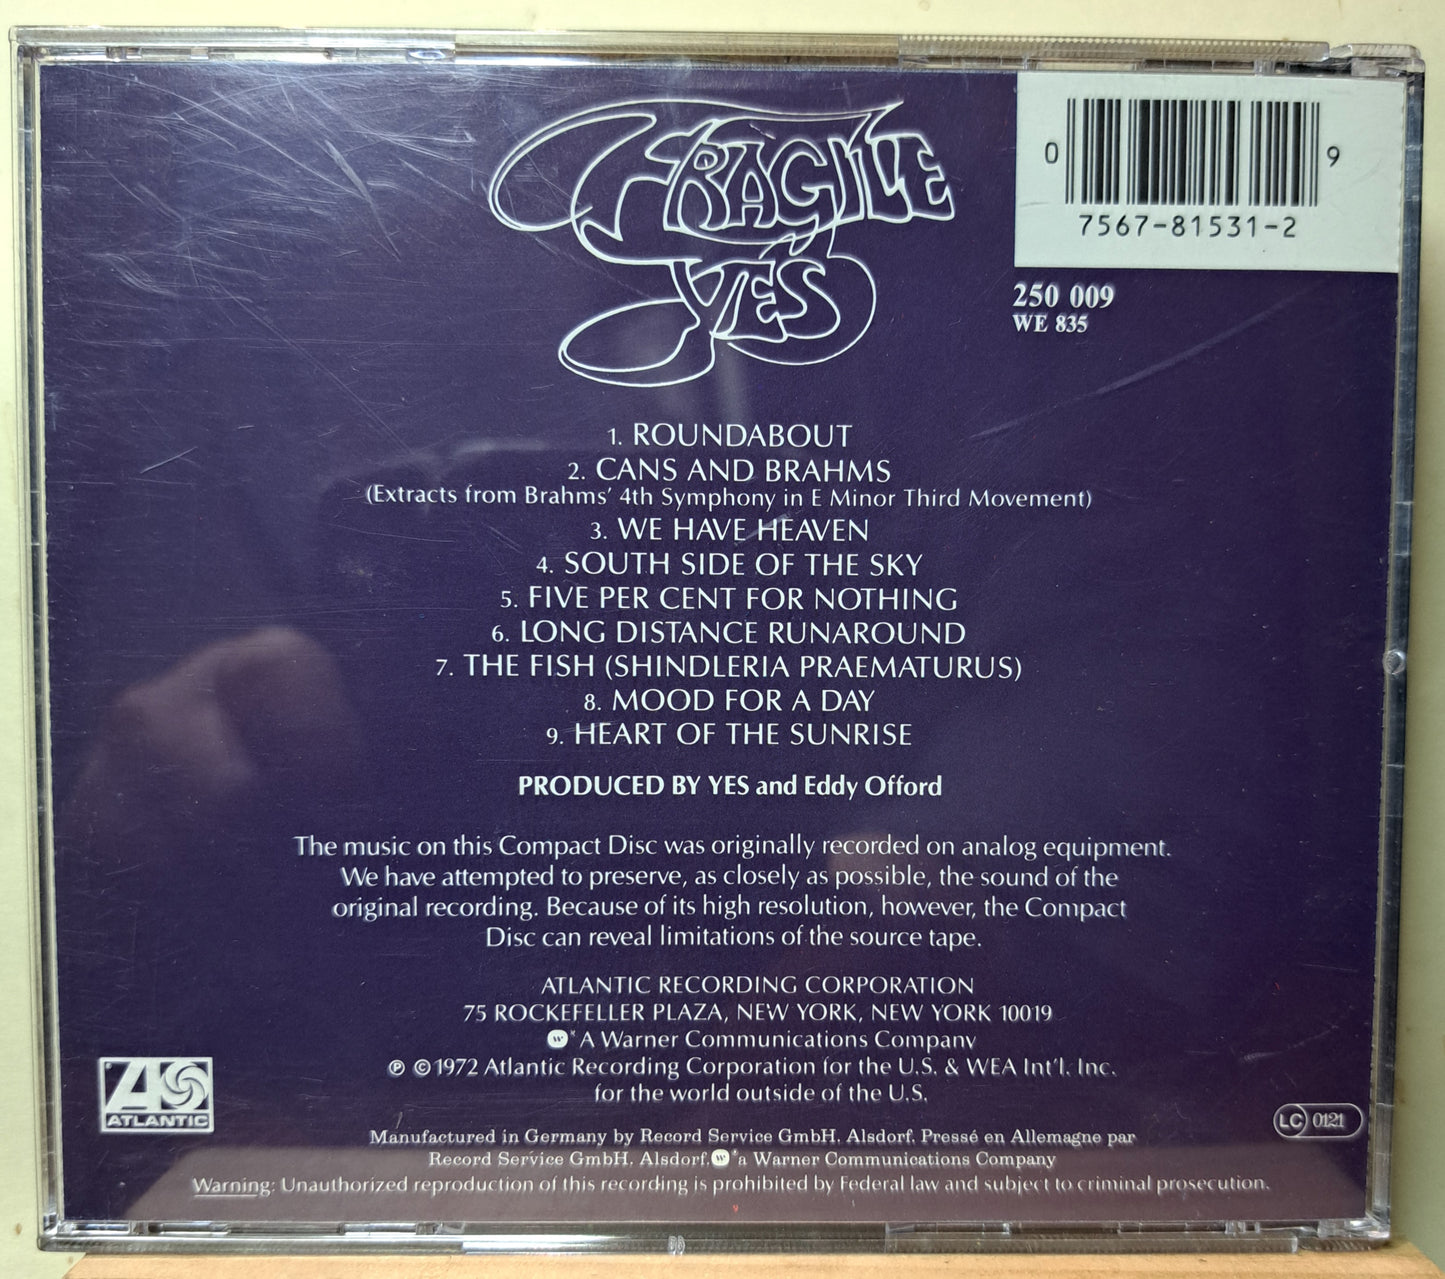 FRAGILE
YES
0 9
7567-81531-2
250 009
WE 835
1. ROUNDABOUT
2. CANS AND BRAHMS
(Extracts from Brahms' 4th Symphony in E Minor Third Movement)
3. WE HAVE HEAVEN
4. SOUTH SIDE OF THE SKY
5. FIVE PER CENT FOR NOTHING
6. LONG DISTANCE RUNAROUND
7. THE FISH (SHINDLERIA PRAEMATURUS)
8. MOOD FOR A DAY
9. HEART OF THE SUNRISE
PRODUCED BY YES and Eddy Offord
The music on this Compact Disc was originally recorded on analog equipment.
We have attempted to preserve, as closely as possible, the sound of the
original recording. Because of its high resolution, however, the Compact
Disc can reveal limitations of the source tape.
ATLANTIC RECORDING CORPORATION
75 ROCKEFELLER PLAZA, NEW YORK, NEW YORK 10019
A Warner Communications Company
℗ © 1972 Atlantic Recording Corporation for the U.S. & WEA Int'l. Inc.
for the world outside of the U.S.
ATLANTIC
LC 0121
Manufactured in Germany by Record Service GmbH. Alsdorf. Pressé en Allemagne par
Record Service GmbH. Alsdorf. a Warner Communications Company
Warning: Unauthorized reproduction of this recording is prohibited by Federal law and subject to criminal prosecution.